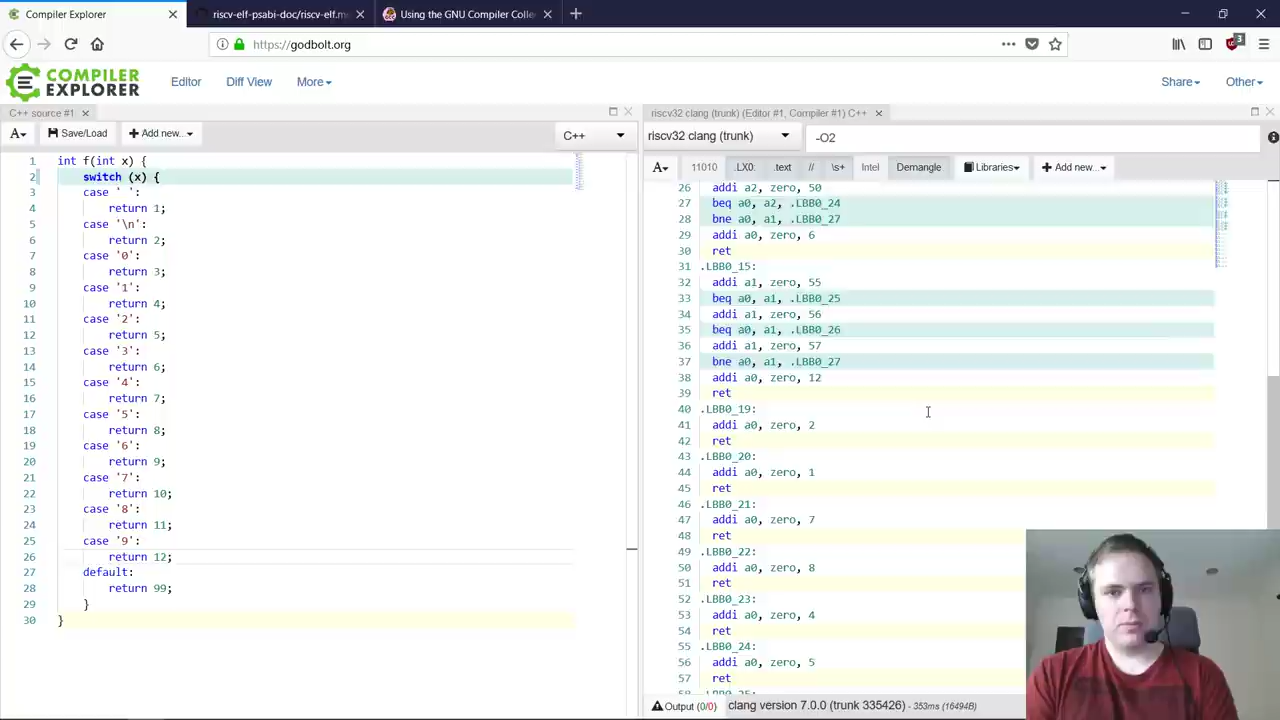 Compiler Explorer
riscv-elf-psabi-doc/riscv-elf.m
Using the GNU Compiler Colle
https://godbolt.org
3
COMPILER
EXPLORER
Editor
Diff View
More
Share
Other
C++ source #1
riscv32 clang (trunk) (Editor #1, Compiler #1) C++
A
Save/Load
+ Add new...
C++
riscv32 clang (trunk)
-O2
A
11010
.LX0:
.text
//
\s+
Intel
Demangle
Libraries
+ Add new...
1 int f(int x) {
2 switch (x) {
3 case ' ':
4 return 1;
5 case '\n':
6 return 2;
7 case '0':
8 return 3;
9 case '1':
10 return 4;
11 case '2':
12 return 5;
13 case '3':
14 return 6;
15 case '4':
16 return 7;
17 case '5':
18 return 8;
19 case '6':
20 return 9;
21 case '7':
22 return 10;
23 case '8':
24 return 11;
25 case '9':
26 return 12;
27 default:
28 return 99;
29 }
30 }
26 addi a2, zero, 50
27 beq a0, a2, .LBB0_24
28 bne a0, a1, .LBB0_27
29 addi a0, zero, 6
30 ret
31 .LBB0_15:
32 addi a1, zero, 55
33 beq a0, a1, .LBB0_25
34 addi a1, zero, 56
35 beq a0, a1, .LBB0_26
36 addi a1, zero, 57
37 bne a0, a1, .LBB0_27
38 addi a0, zero, 12
39 ret
40 .LBB0_19:
41 addi a0, zero, 2
42 ret
43 .LBB0_20:
44 addi a0, zero, 1
45 ret
46 .LBB0_21:
47 addi a0, zero, 7
48 ret
49 .LBB0_22:
50 addi a0, zero, 8
51 ret
52 .LBB0_23:
53 addi a0, zero, 4
54 ret
55 .LBB0_24:
56 addi a0, zero, 5
57 ret
58 .LBB0_25:
Output (0/0) clang version 7.0.0 (trunk 335426) - 353ms (16494B)